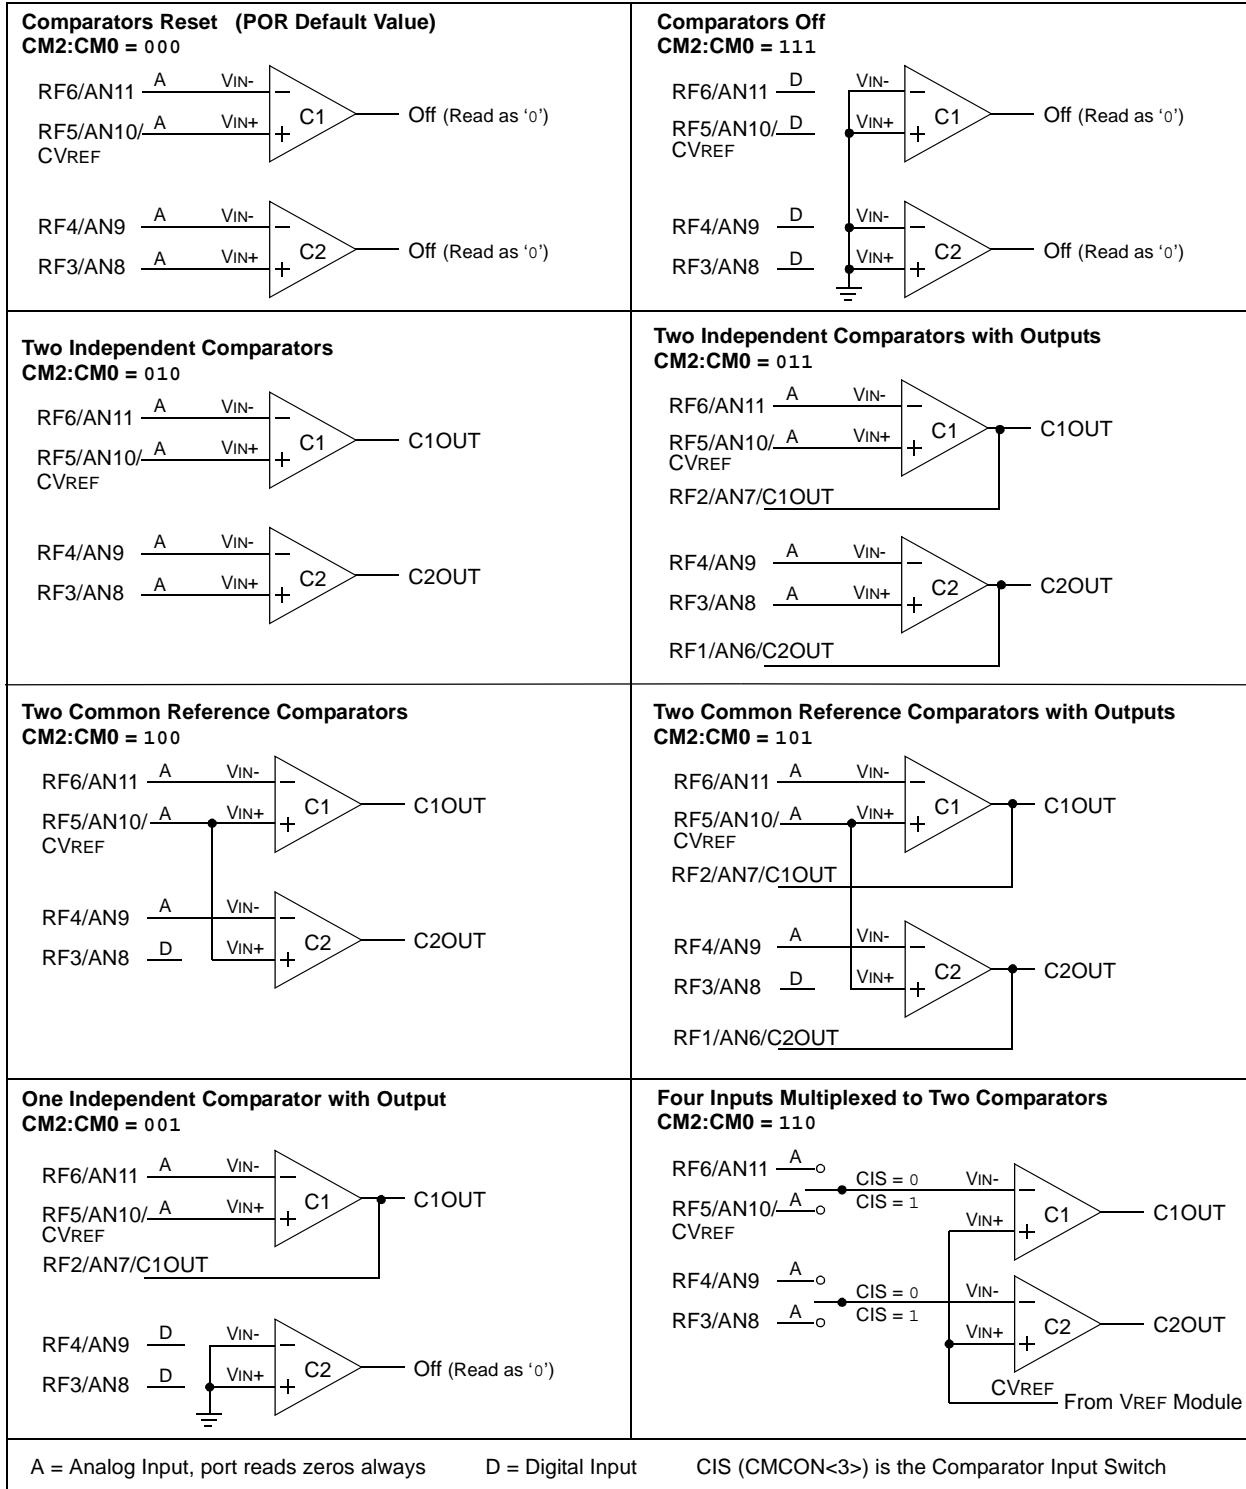 Comparators Reset (POR Default Value)
CM2:CM0 = 000
RF6/AN11 A VIN- −
RF5/AN10/ A VIN+ +
CVREF
C1
Off (Read as ‘0’)
RF4/AN9 A VIN- −
RF3/AN8 A VIN+ +
C2
Off (Read as ‘0’)
Comparators Off
CM2:CM0 = 111
RF6/AN11 D VIN- −
RF5/AN10/ D VIN+ +
CVREF
C1
Off (Read as ‘0’)
RF4/AN9 D VIN- −
RF3/AN8 D VIN+ +
C2
Off (Read as ‘0’)
Two Independent Comparators
CM2:CM0 = 010
RF6/AN11 A VIN- −
RF5/AN10/ A VIN+ +
CVREF
C1
C1OUT
RF4/AN9 A VIN- −
RF3/AN8 A VIN+ +
C2
C2OUT
Two Independent Comparators with Outputs
CM2:CM0 = 011
RF6/AN11 A VIN- −
RF5/AN10/ A VIN+ +
CVREF
C1
C1OUT
RF2/AN7/C1OUT
RF4/AN9 A VIN- −
RF3/AN8 A VIN+ +
C2
C2OUT
RF1/AN6/C2OUT
Two Common Reference Comparators
CM2:CM0 = 100
RF6/AN11 A VIN- −
RF5/AN10/ A VIN+ +
CVREF
C1
C1OUT
RF4/AN9 A VIN- −
RF3/AN8 D VIN+ +
C2
C2OUT
Two Common Reference Comparators with Outputs
CM2:CM0 = 101
RF6/AN11 A VIN- −
RF5/AN10/ A VIN+ +
CVREF
C1
C1OUT
RF2/AN7/C1OUT
RF4/AN9 A VIN- −
RF3/AN8 D VIN+ +
C2
C2OUT
RF1/AN6/C2OUT
One Independent Comparator with Output
CM2:CM0 = 001
RF6/AN11 A VIN- −
RF5/AN10/ A VIN+ +
CVREF
C1
C1OUT
RF2/AN7/C1OUT
RF4/AN9 D VIN- −
RF3/AN8 D VIN+ +
C2
Off (Read as ‘0’)
Four Inputs Multiplexed to Two Comparators
CM2:CM0 = 110
RF6/AN11 A CIS = 0 VIN- −
RF5/AN10/ A CIS = 1 VIN+ +
CVREF
C1
C1OUT
RF4/AN9 A CIS = 0 VIN- −
RF3/AN8 A CIS = 1 VIN+ +
C2
C2OUT
CVREF
From VREF Module
A = Analog Input, port reads zeros always D = Digital Input CIS (CMCON<3>) is the Comparator Input Switch